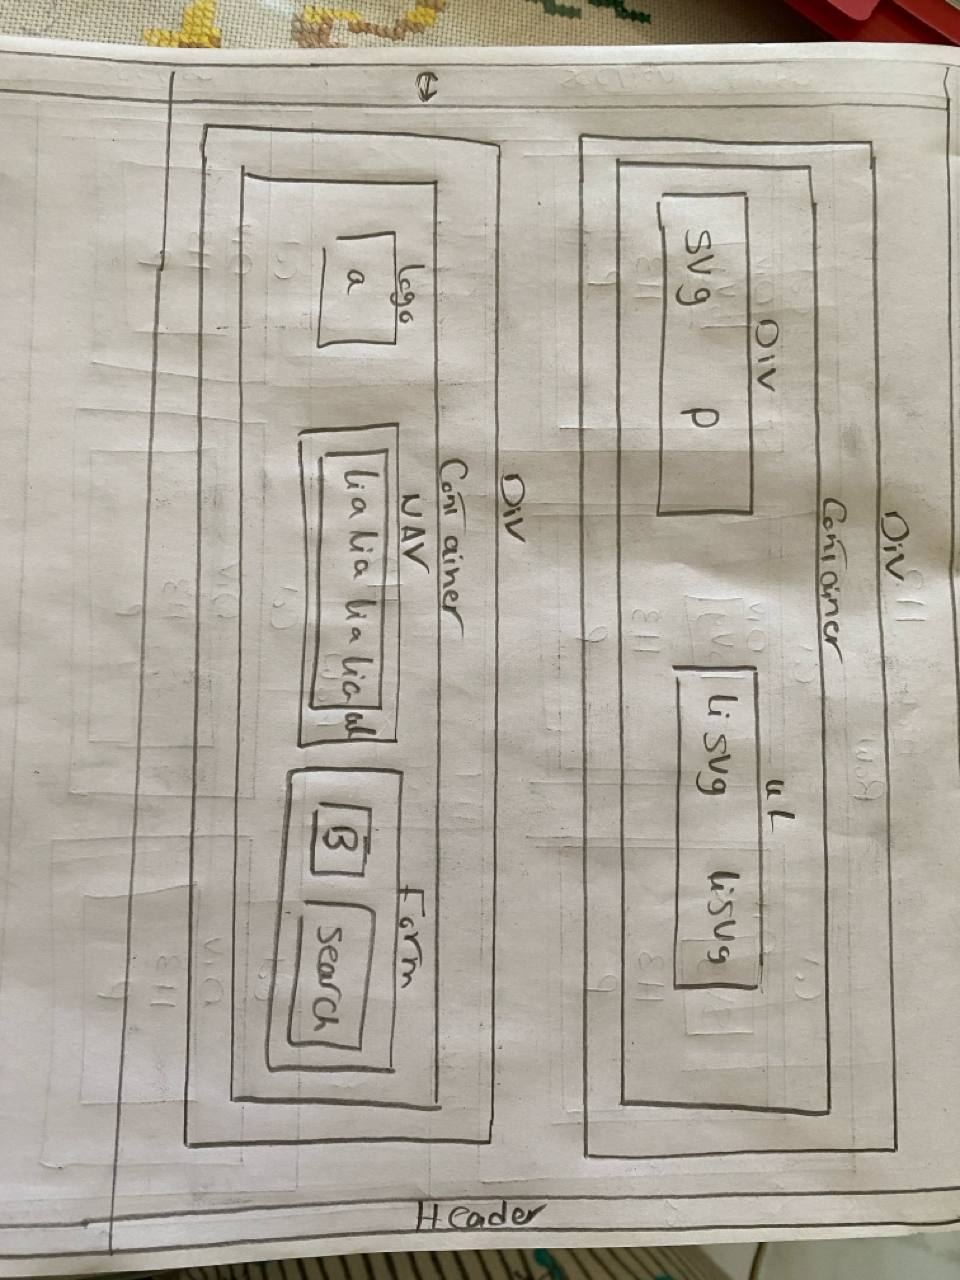 Div
Container
Div
svg p
ul
li svg li svg
Div
Container
logo
a
NAV
li a li a li a li a
ul
Form
B
search
Header